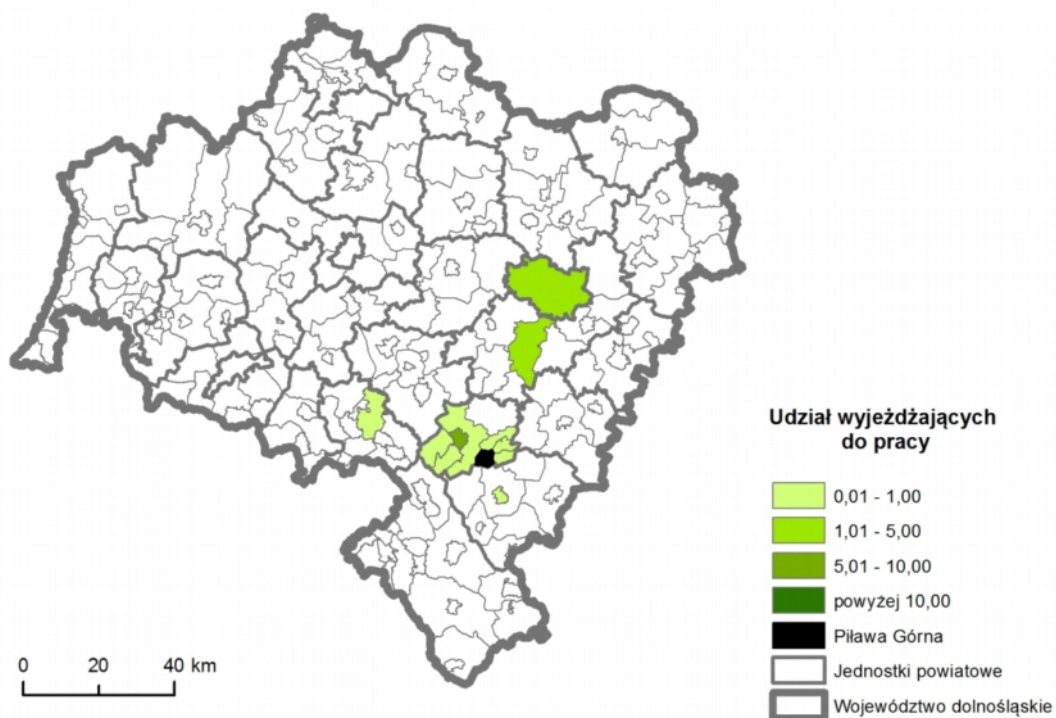 Udział wyjeżdżających
do pracy
0,01 - 1,00
1,01 - 5,00
5,01 - 10,00
powyżej 10,00
Piława Górna
Jednostki powiatowe
Województwo dolnośląskie
0 20 40 km